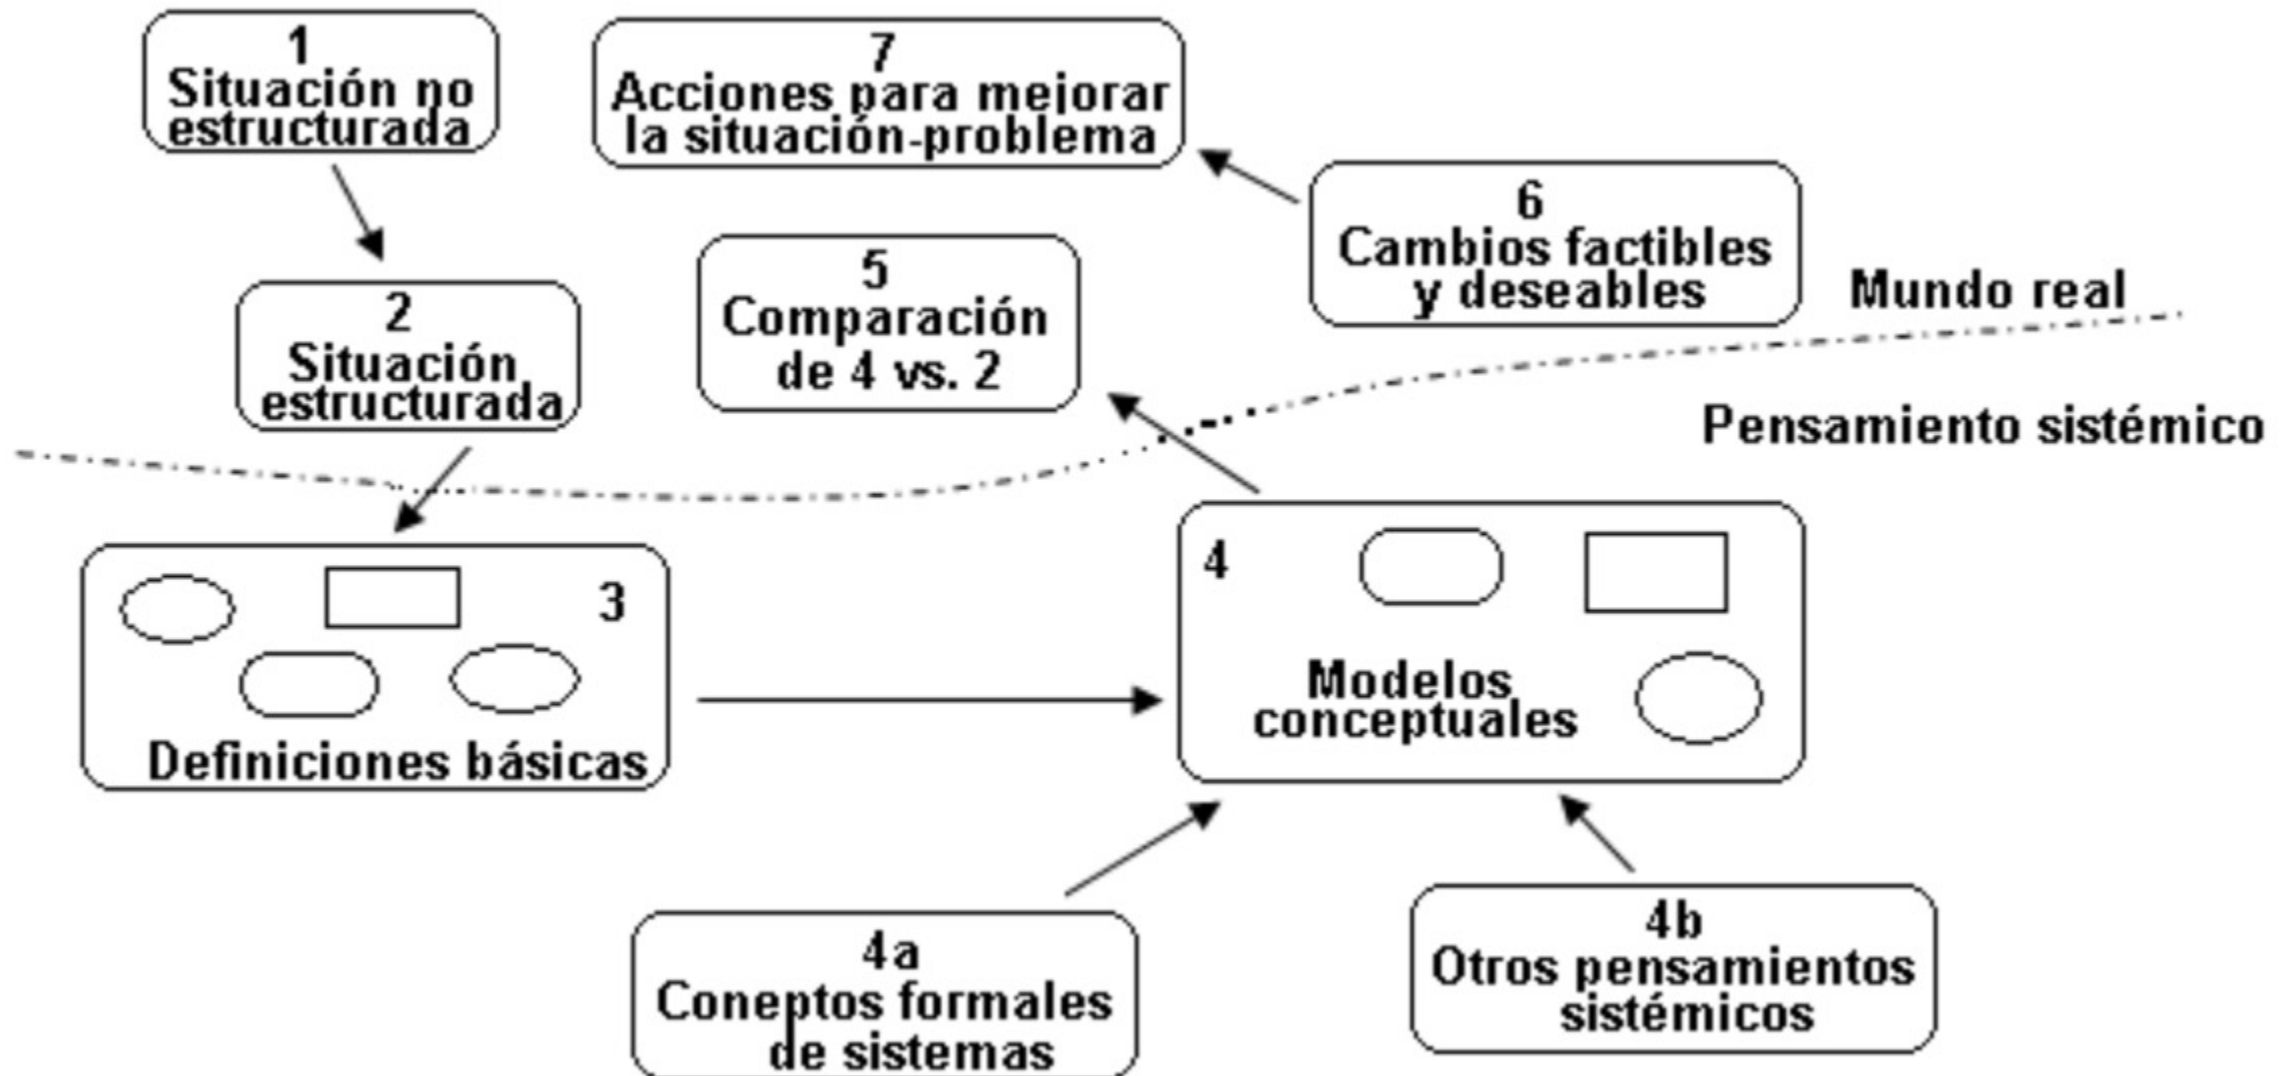 1
Situación no
estructurada
7
Acciones para mejorar
la situación-problema
6
Cambios factibles
y deseables
2
Situación
estructurada
5
Comparación
de 4 vs. 2
Mundo real
Pensamiento sistémico
3
Definiciones básicas
4
Modelos
conceptuales
4a
Coneptos formales
de sistemas
4b
Otros pensamientos
sistémicos